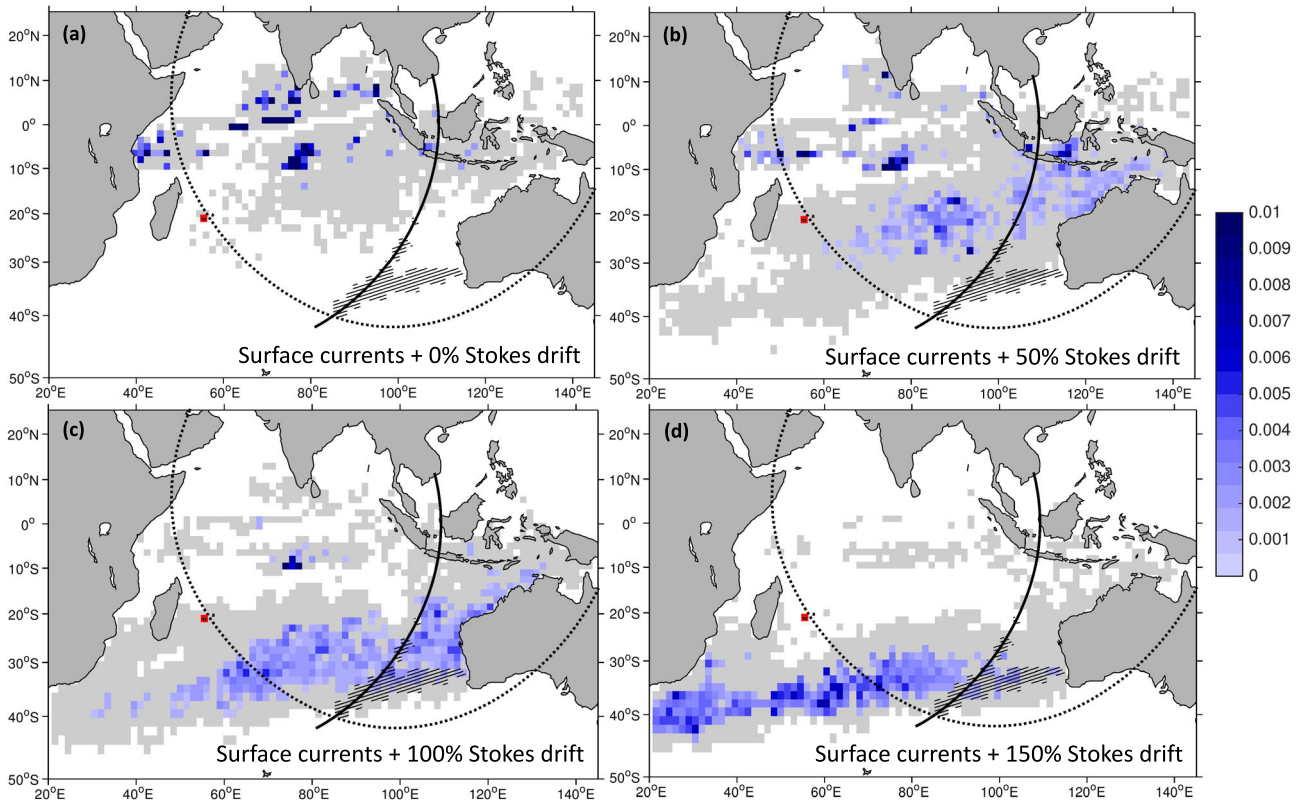 (a)
20°N
10°N
0°
10°S
20°S
30°S
40°S
50°S
Surface currents + 0% Stokes drift
20°E 40°E 60°E 80°E 100°E 120°E 140°E
(b)
20°N
10°N
0°
10°S
20°S
30°S
40°S
50°S
Surface currents + 50% Stokes drift
20°E 40°E 60°E 80°E 100°E 120°E 140°E
(c)
20°N
10°N
0°
10°S
20°S
30°S
40°S
50°S
Surface currents + 100% Stokes drift
20°E 40°E 60°E 80°E 100°E 120°E 140°E
(d)
20°N
10°N
0°
10°S
20°S
30°S
40°S
50°S
Surface currents + 150% Stokes drift
20°E 40°E 60°E 80°E 100°E 120°E 140°E
0.01
0.009
0.008
0.007
0.006
0.005
0.004
0.003
0.002
0.001
0